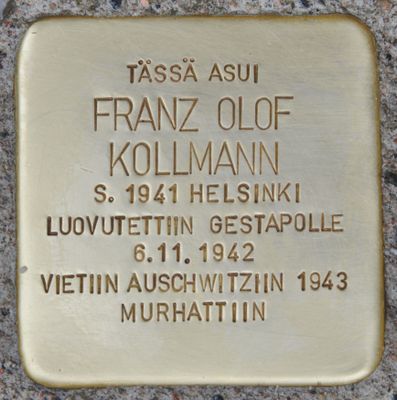 TÄSSÄ ASUI
FRANZ OLOF
KOLLMANN
S. 1941 HELSINKI
LUOVUTETTIIN GESTAPOLLE
6.11. 1942
VIETIIN AUSCHWITZIIN 1943
MURHATTIIN